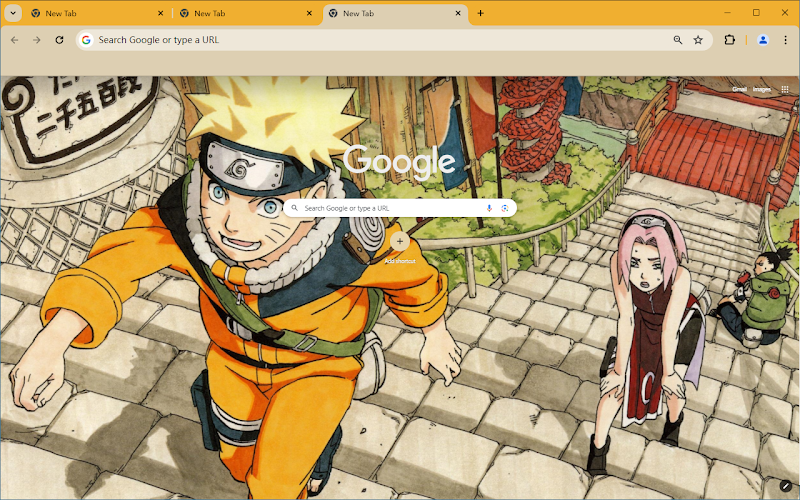 New Tab
New Tab
New Tab
Search Google or type a URL
Gmail Images
二千五百段
Google
Search Google or type a URL
Add shortcut